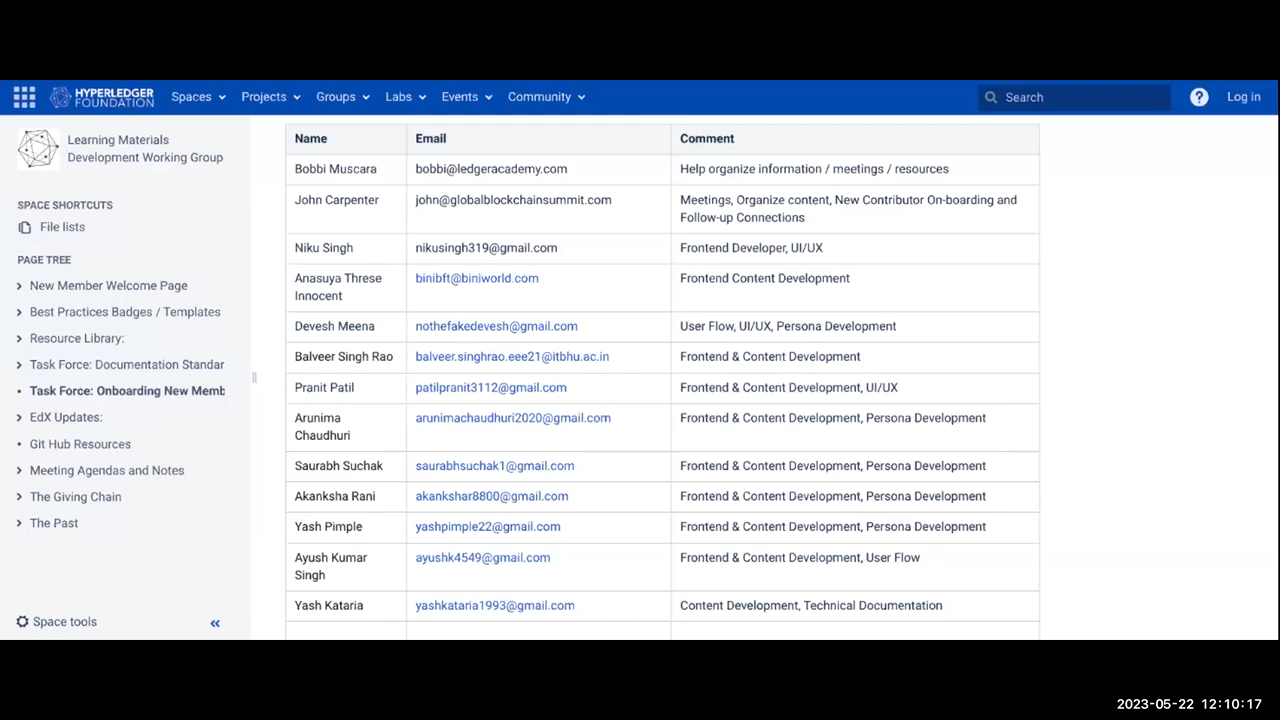 HYPERLEDGER
FOUNDATION
Spaces
Projects
Groups
Labs
Events
Community
Search
?
Log in
Learning Materials
Development Working Group
SPACE SHORTCUTS
File lists
PAGE TREE
New Member Welcome Page
Best Practices Badges / Templates
Resource Library:
Task Force: Documentation Standar
Task Force: Onboarding New Memb
EdX Updates:
Git Hub Resources
Meeting Agendas and Notes
The Giving Chain
The Past
Space tools
Name Email Comment
Bobbi Muscara bobbi@ledgeracademy.com Help organize information / meetings / resources
John Carpenter john@globalblockchainsummit.com Meetings, Organize content, New Contributor On-boarding and
Follow-up Connections
Niku Singh nikusingh319@gmail.com Frontend Developer, UI/UX
Anasuya Threse binibft@biniworld.com Frontend Content Development
Innocent
Devesh Meena nothefakedevesh@gmail.com User Flow, UI/UX, Persona Development
Balveer Singh Rao balveer.singhrao.eee21@itbhu.ac.in Frontend & Content Development
Pranit Patil patilpranit3112@gmail.com Frontend & Content Development, UI/UX
Arunima arunimachaudhuri2020@gmail.com Frontend & Content Development, Persona Development
Chaudhuri
Saurabh Suchak saurabhsuchak1@gmail.com Frontend & Content Development, Persona Development
Akanksha Rani akankshar8800@gmail.com Frontend & Content Development, Persona Development
Yash Pimple yashpimple22@gmail.com Frontend & Content Development, Persona Development
Ayush Kumar ayushk4549@gmail.com Frontend & Content Development, User Flow
Singh
Yash Kataria yashkataria1993@gmail.com Content Development, Technical Documentation
2023-05-22 12:10:17